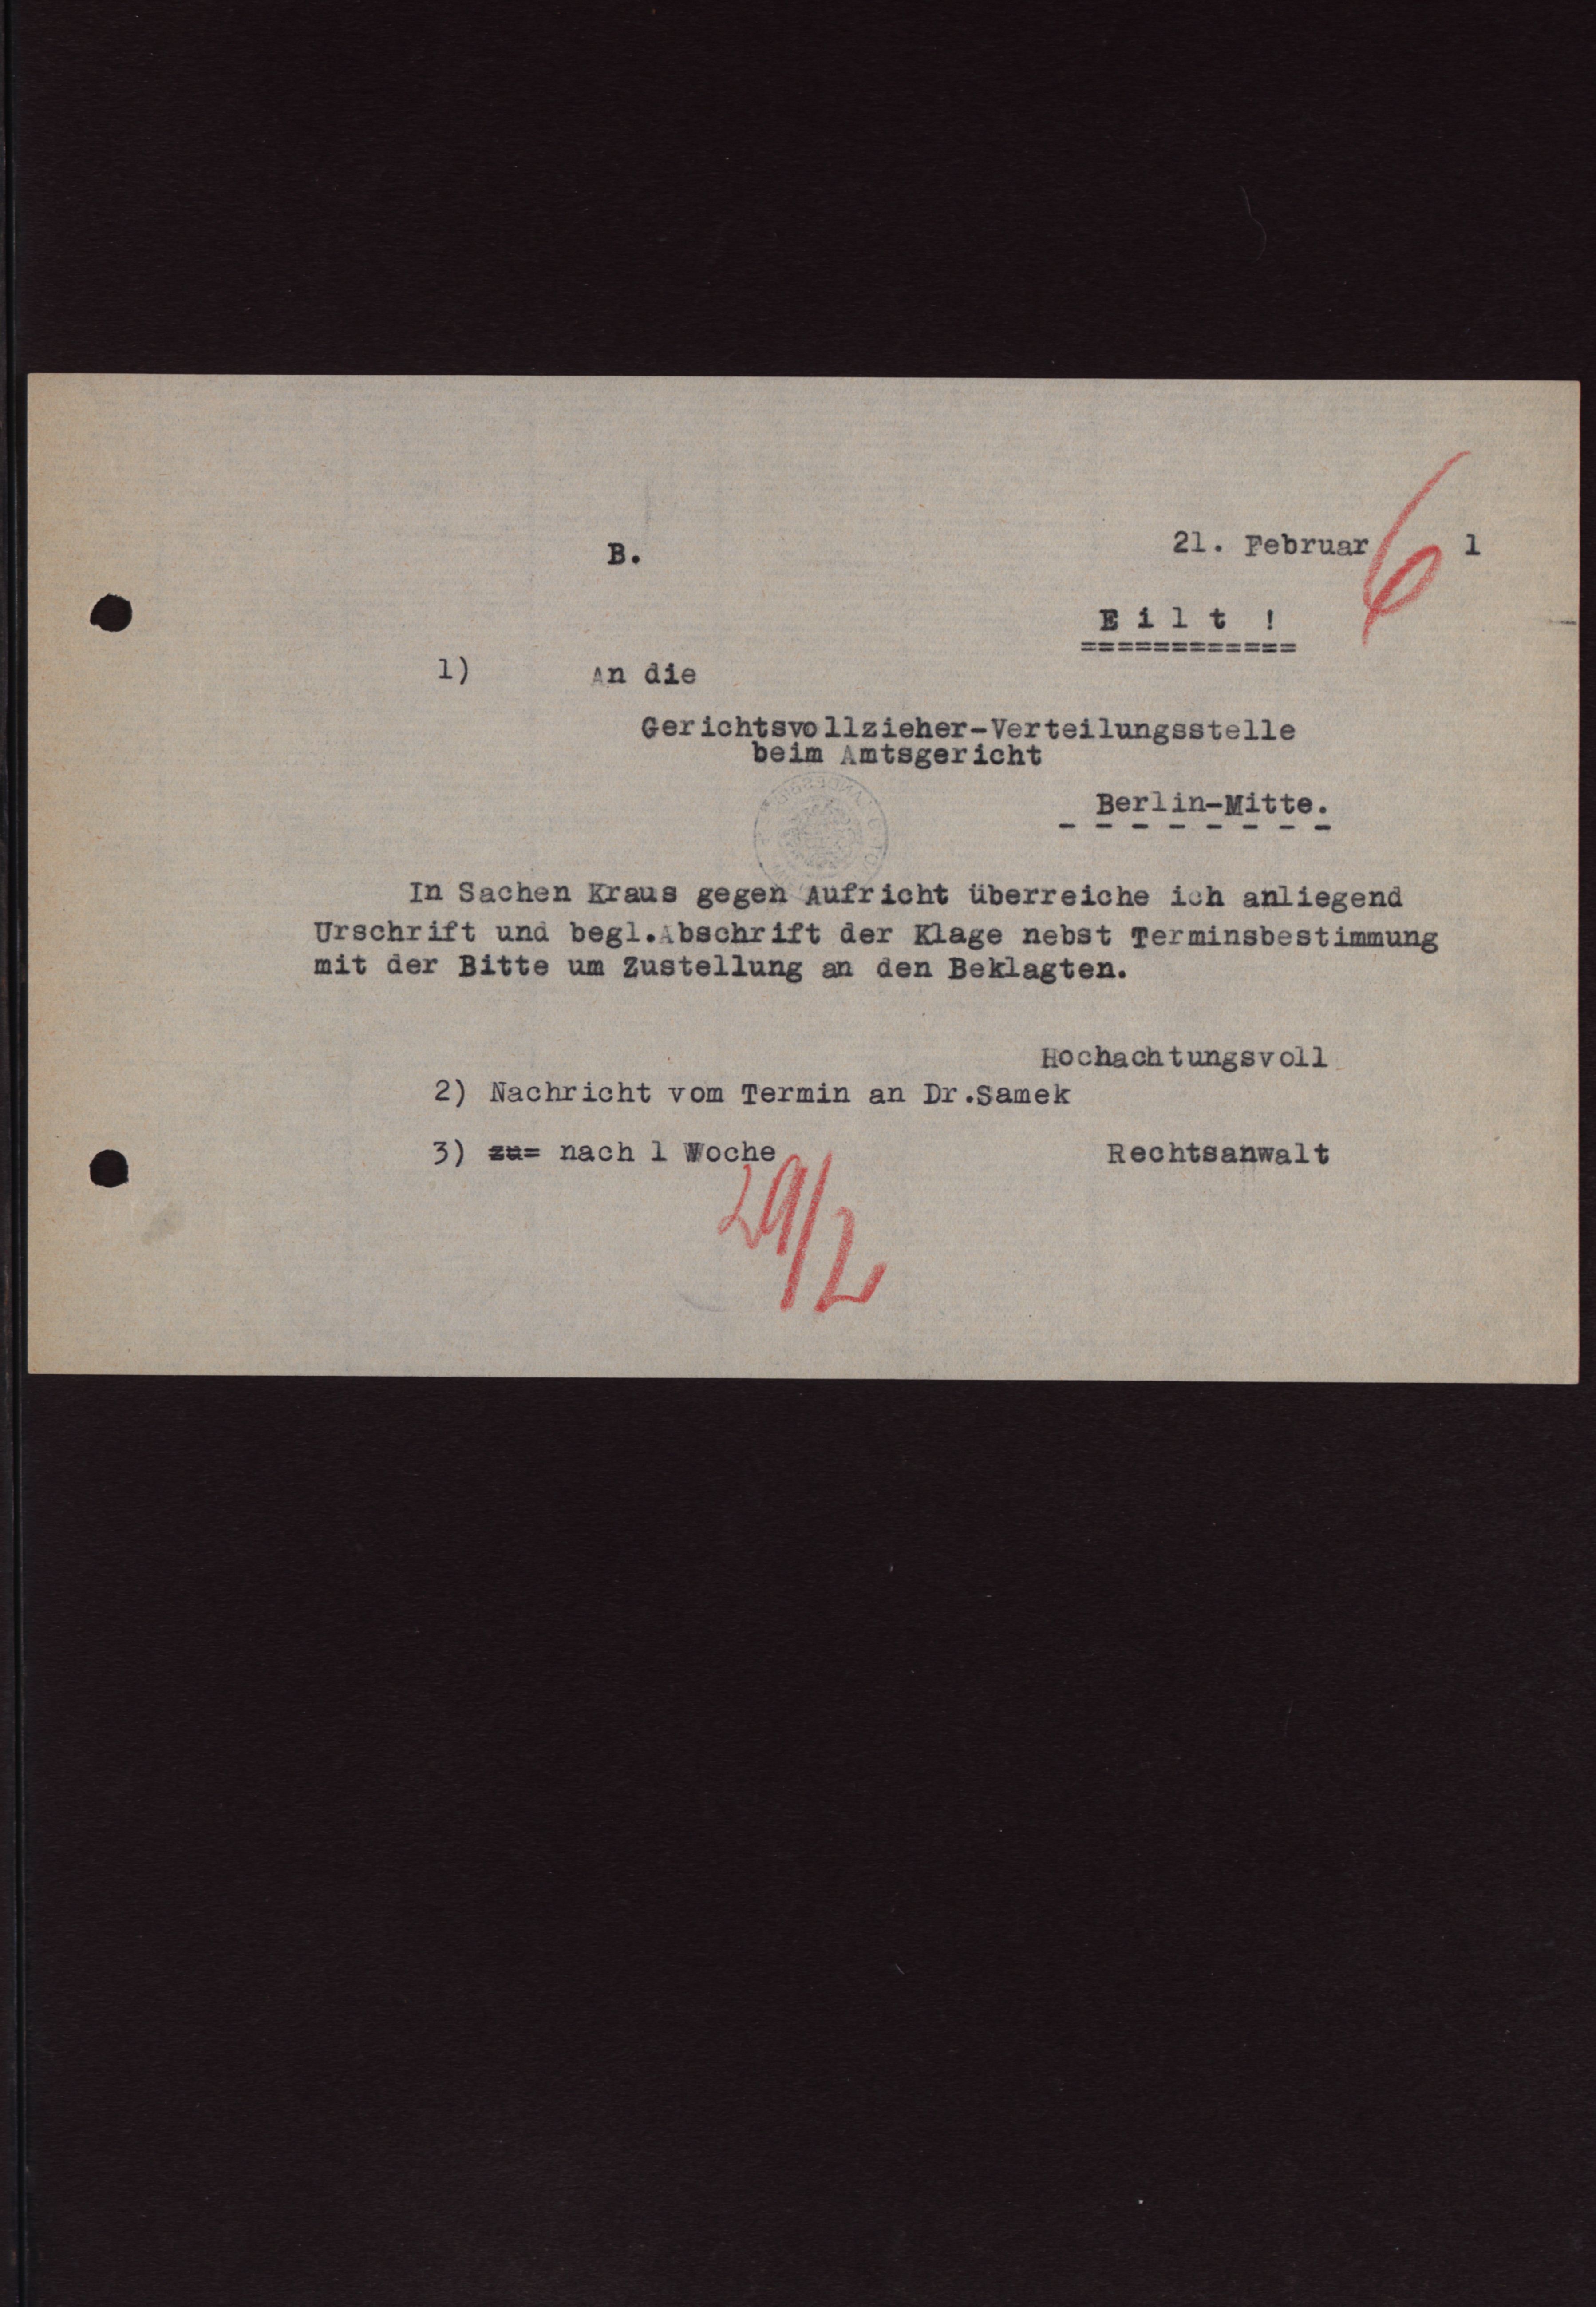 B. 21. Februar 6 1
E i l t !
============
1) An die
Gerichtsvollzieher-Verteilungsstelle
beim Amtsgericht
Berlin-Mitte.
- - - - - - - -
In Sachen Kraus gegen Aufricht überreiche ich anliegend
Urschrift und begl.Abschrift der Klage nebst Terminsbestimmung
mit der Bitte um Zustellung an den Beklagten.
Hochachtungsvoll
2) Nachricht vom Termin an Dr.Samek
3) zu= nach 1 Woche Rechtsanwalt
29/2